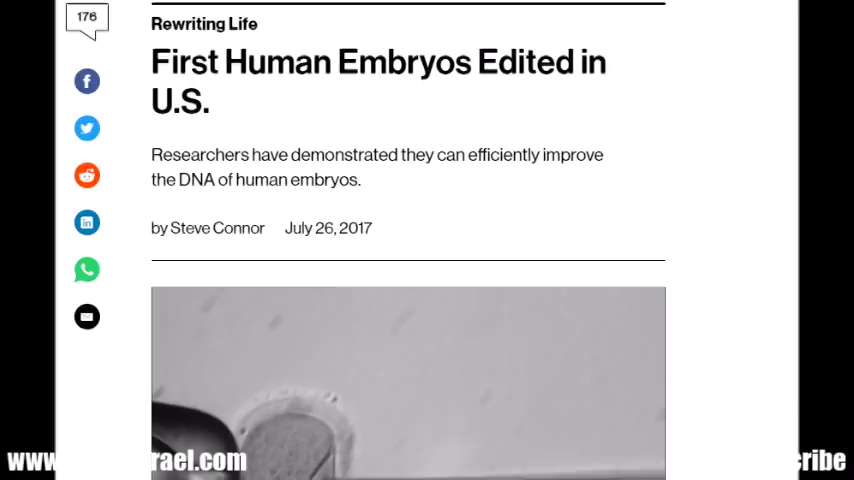 176
Rewriting Life
First Human Embryos Edited in
U.S.
Researchers have demonstrated they can efficiently improve
the DNA of human embryos.
by Steve Connor July 26, 2017